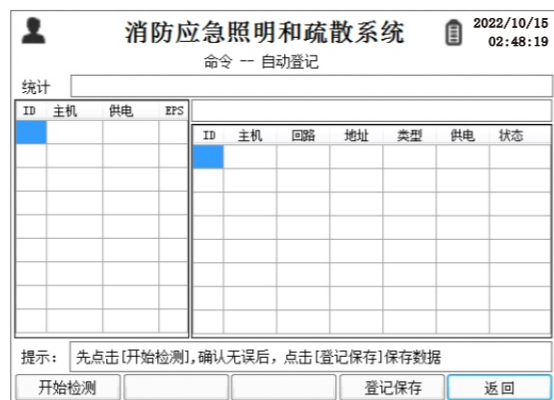 消防应急照明和疏散系统
2022/10/15
02:48:19
命令 -- 自动登记
统计
ID 主机 供电 EPS
ID 主机 回路 地址 类型 供电 状态
提示： 先点击[开始检测],确认无误后，点击[登记保存]保存数据
开始检测 登记保存 返回